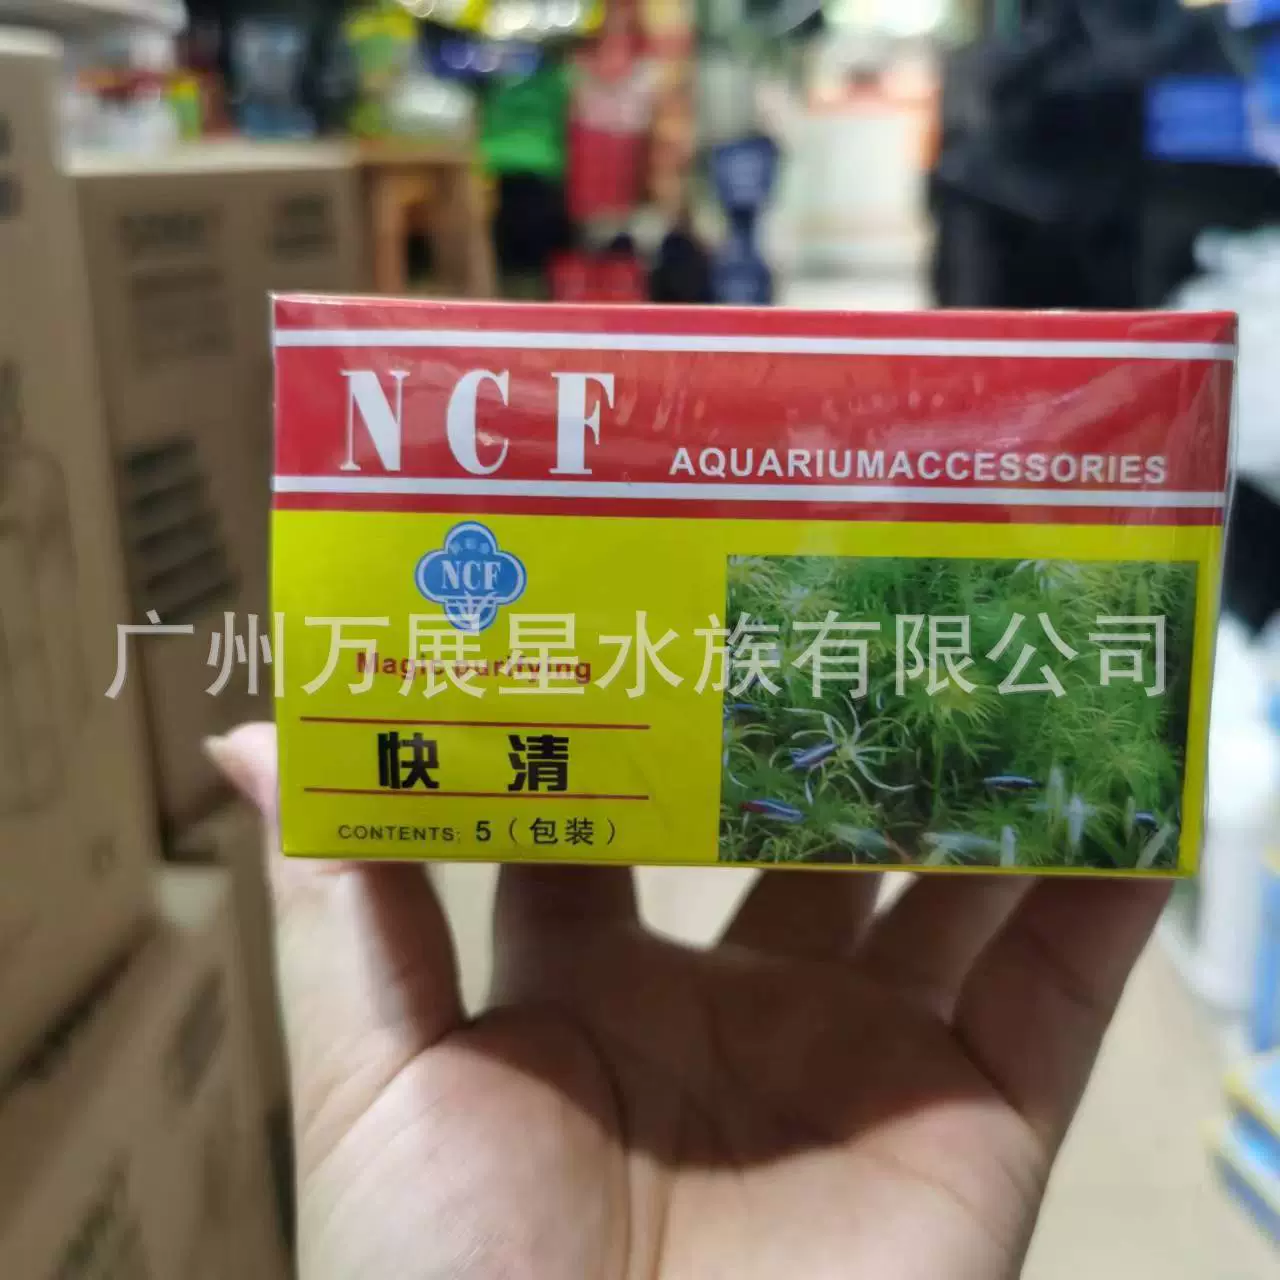 NCF
AQUARIUMACCESSORIES
NCF
广州万展星水族有限公司
Magic purifying
快清
CONTENTS: 5（包装）